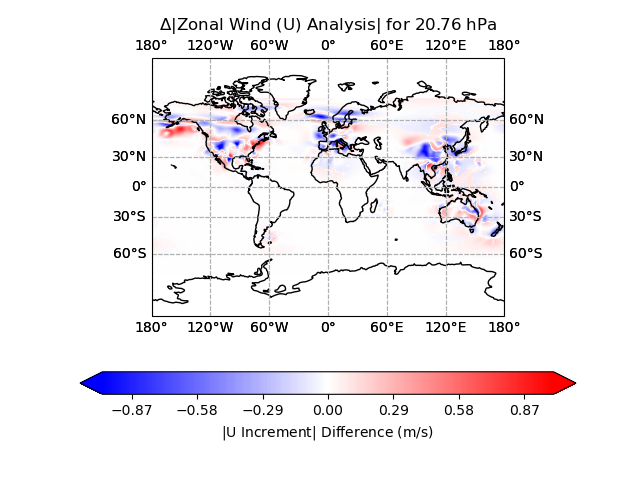 Δ|Zonal Wind (U) Analysis| for 20.76 hPa
180° 120°W 60°W 0° 60°E 120°E 180°
60°N 60°N
30°N 30°N
0° 0°
30°S 30°S
60°S 60°S
180° 120°W 60°W 0° 60°E 120°E 180°
−0.87 −0.58 −0.29 0.00 0.29 0.58 0.87
|U Increment| Difference (m/s)